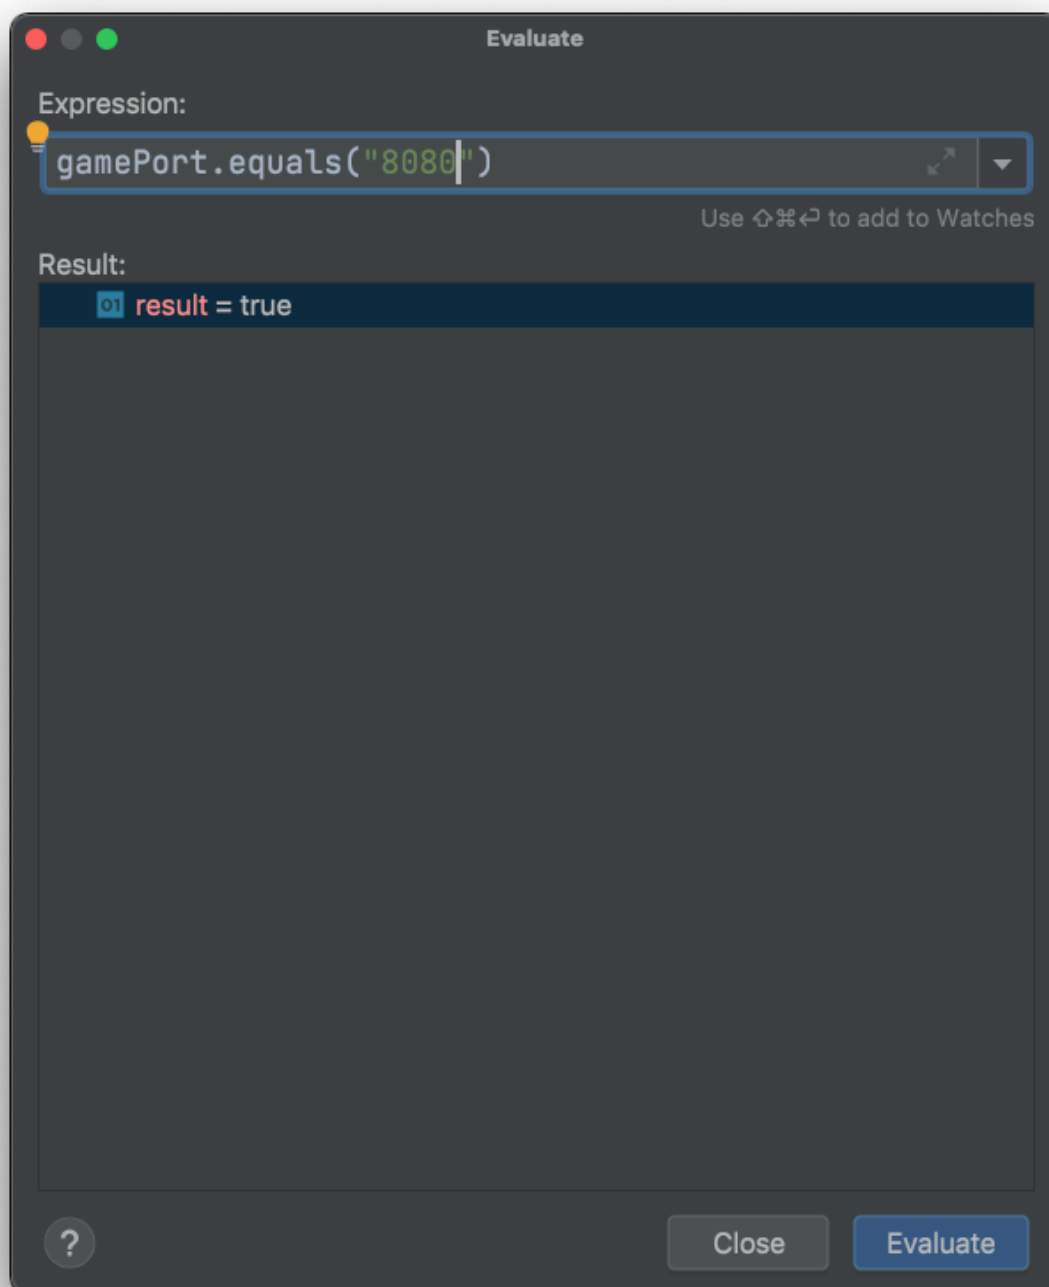 Evaluate
Expression:
gamePort.equals("8080")
Use ⇧⌘↩ to add to Watches
Result:
01 result = true
? Close Evaluate